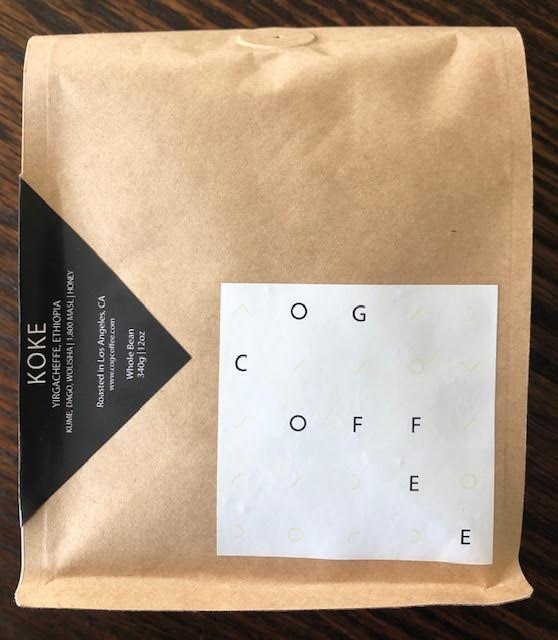 KOKE
YIRGACHEFFE, ETHIOPIA
KUME, DAGO, WOLISHA | 1,800 MASL | HONEY
Roasted in Los Angeles, CA
www.cogcoffee.com
Whole Bean
340g | 12oz
O G
C
O F F
E
E